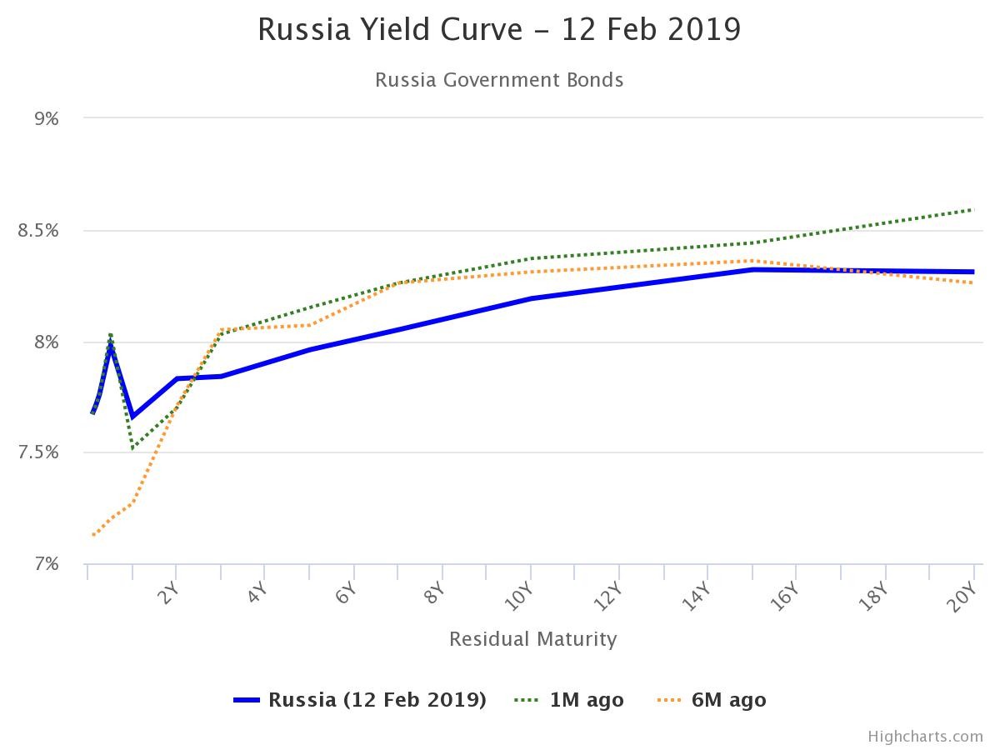 Russia Yield Curve – 12 Feb 2019
Russia Government Bonds
9%
8.5%
8%
7.5%
7%
2Y
4Y
6Y
8Y
10Y
12Y
14Y
16Y
18Y
20Y
Residual Maturity
Russia (12 Feb 2019)
1M ago
6M ago
Highcharts.com